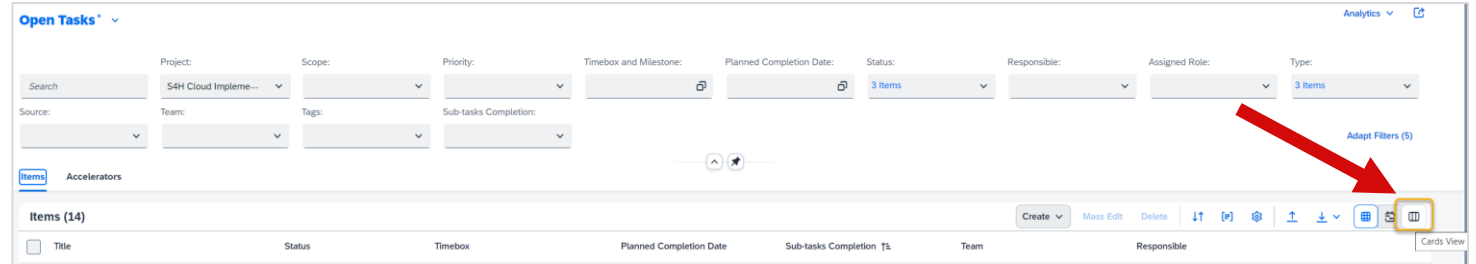 Open Tasks*
Analytics
Project: Scope: Priority: Timebox and Milestone: Planned Completion Date: Status: Responsible: Assigned Role: Type:
Search S4H Cloud Impleme... 3 Items 3 Items
Source: Team: Tags: Sub-tasks Completion:
Adapt Filters (5)
Items Accelerators
Items (14) Create Mass Edit Delete
Title Status Timebox Planned Completion Date Sub-tasks Completion Team Responsible
Cards View